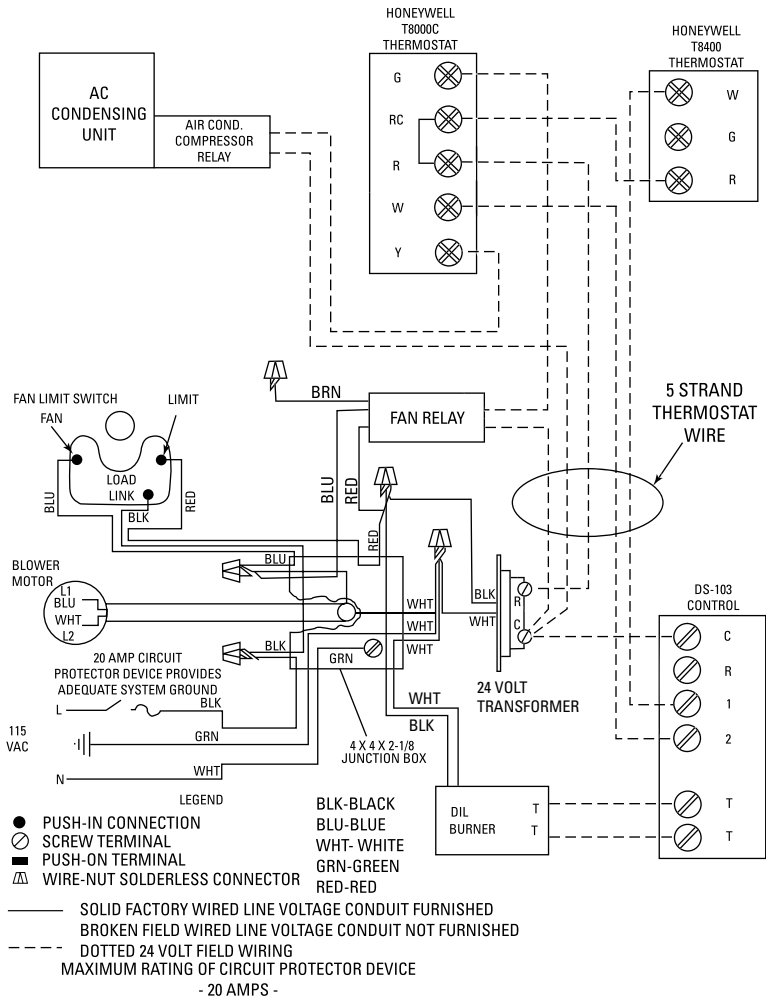 HONEYWELL
T8000C
THERMOSTAT
HONEYWELL
T8400
THERMOSTAT
AC
CONDENSING
UNIT
AIR COND.
COMPRESSOR
RELAY
G
RC
R
W
Y
W
G
R
5 STRAND
THERMOSTAT
WIRE
BRN
FAN RELAY
FAN LIMIT SWITCH
FAN
LIMIT
LOAD
LINK
BLU
BLK
RED
BLU
RED
RED
BLU
BLOWER
MOTOR
L1
BLU
WHT
L2
WHT
WHT
WHT
BLK
WHT
R
C
BLK
GRN
24 VOLT
TRANSFORMER
DS-103
CONTROL
C
R
1
2
T
T
20 AMP CIRCUIT
PROTECTOR DEVICE PROVIDES
ADEQUATE SYSTEM GROUND
L
BLK
115
VAC
GRN
N
WHT
4 X 4 X 2-1/8
JUNCTION BOX
WHT
BLK
DIL
BURNER
T
T
LEGEND
PUSH-IN CONNECTION
SCREW TERMINAL
PUSH-ON TERMINAL
WIRE-NUT SOLDERLESS CONNECTOR
BLK-BLACK
BLU-BLUE
WHT- WHITE
GRN-GREEN
RED-RED
SOLID FACTORY WIRED LINE VOLTAGE CONDUIT FURNISHED
BROKEN FIELD WIRED LINE VOLTAGE CONDUIT NOT FURNISHED
DOTTED 24 VOLT FIELD WIRING
MAXIMUM RATING OF CIRCUIT PROTECTOR DEVICE
- 20 AMPS -